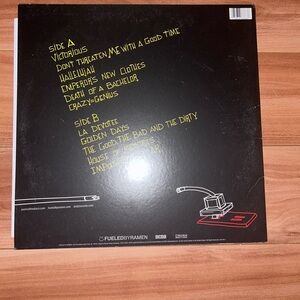 SIDE A
VICTORIOUS
DON'T THREATEN ME WITH A GOOD TIME
HALLELUJAH
EMPEROR'S NEW CLOTHES
DEATH OF A BACHELOR
CRAZY=GENIUS
SIDE B
LA DEVOTEE
GOLDEN DAYS
THE GOOD, THE BAD AND THE DIRTY
HOUSE OF
FUELEDBYRAMEN